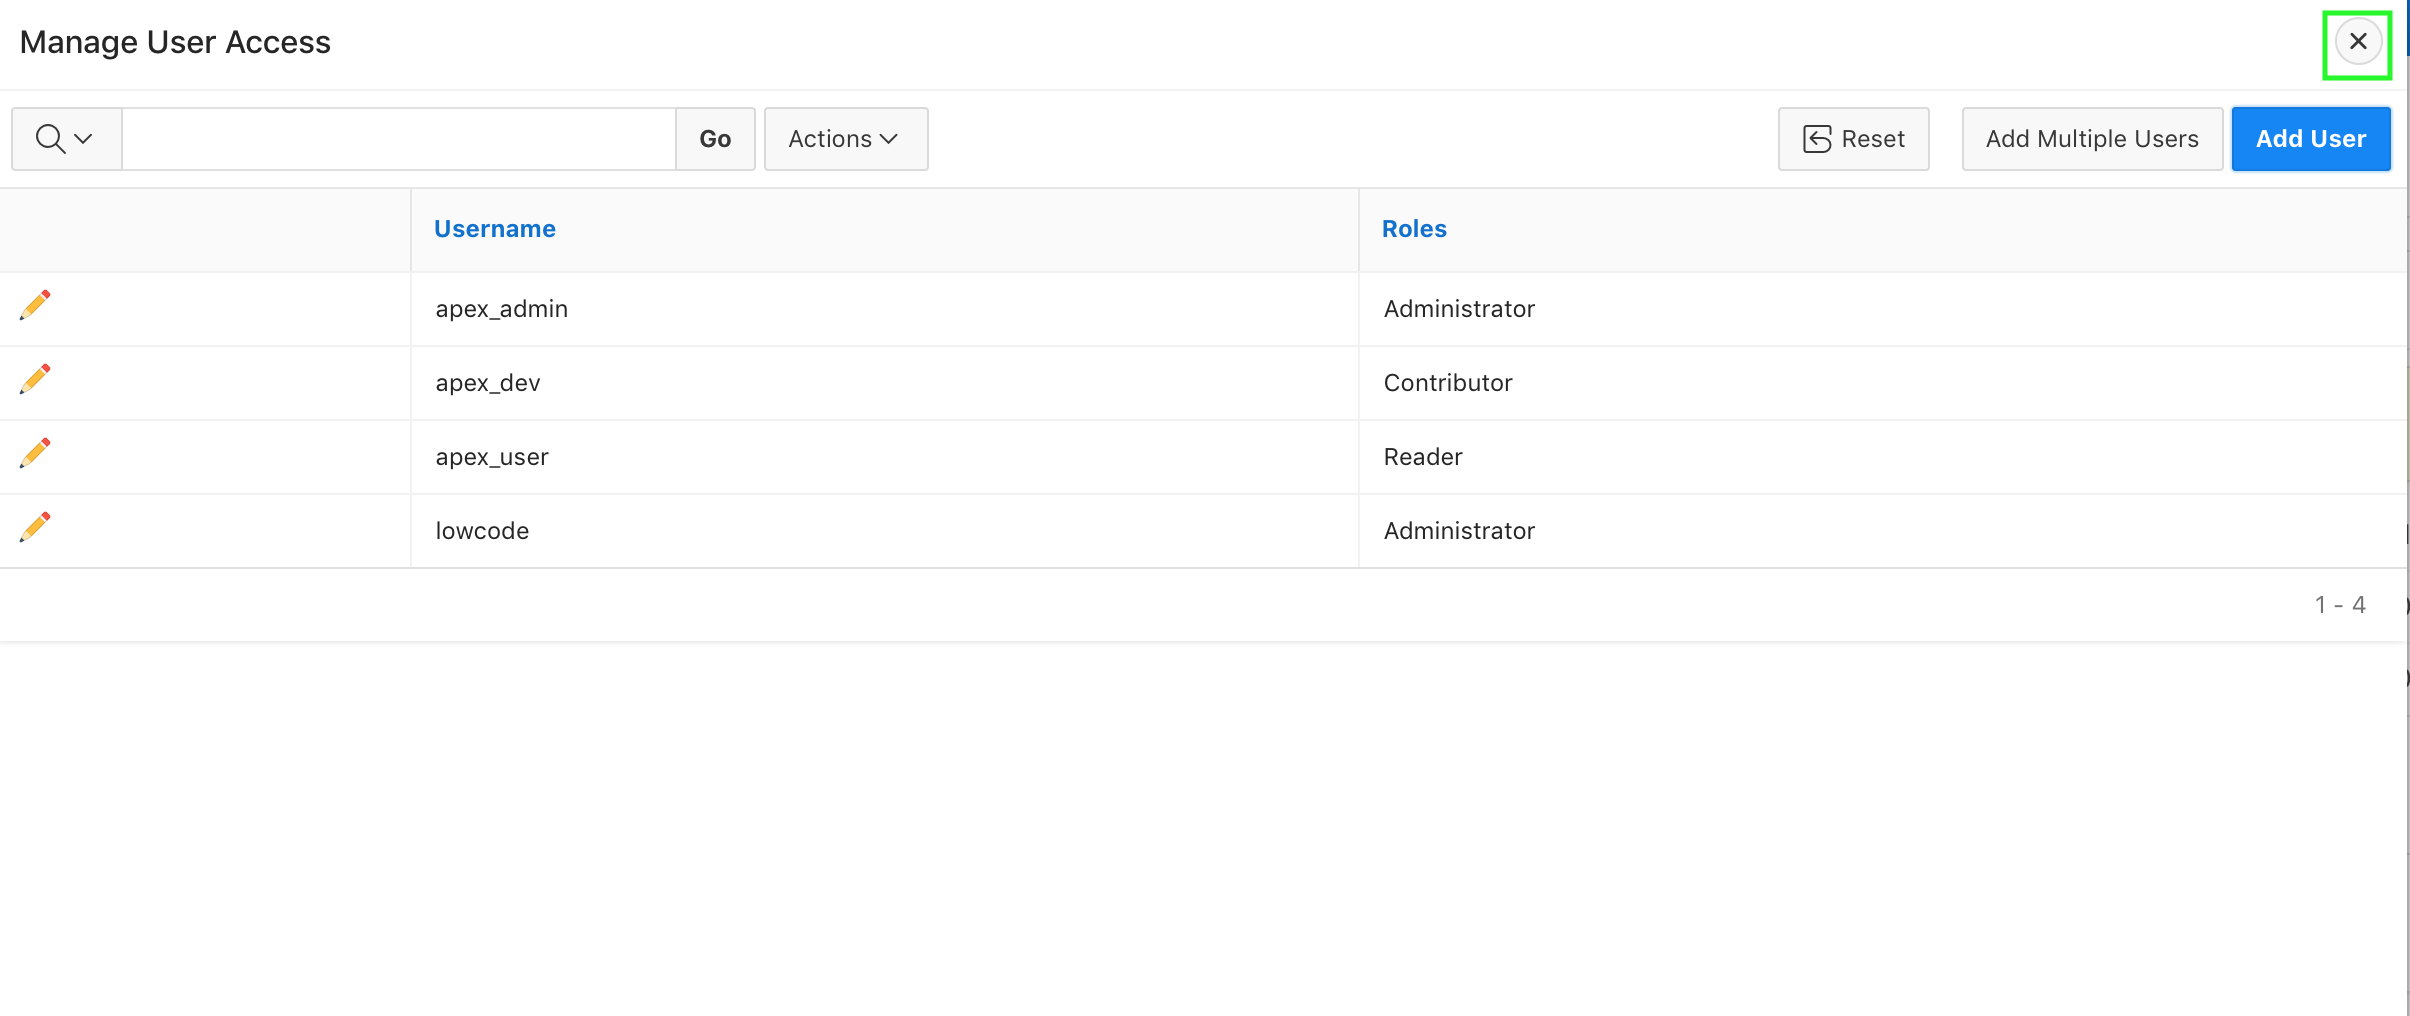 Manage User Access
Go Actions Reset Add Multiple Users Add User
Username Roles
apex_admin Administrator
apex_dev Contributor
apex_user Reader
lowcode Administrator
1 - 4